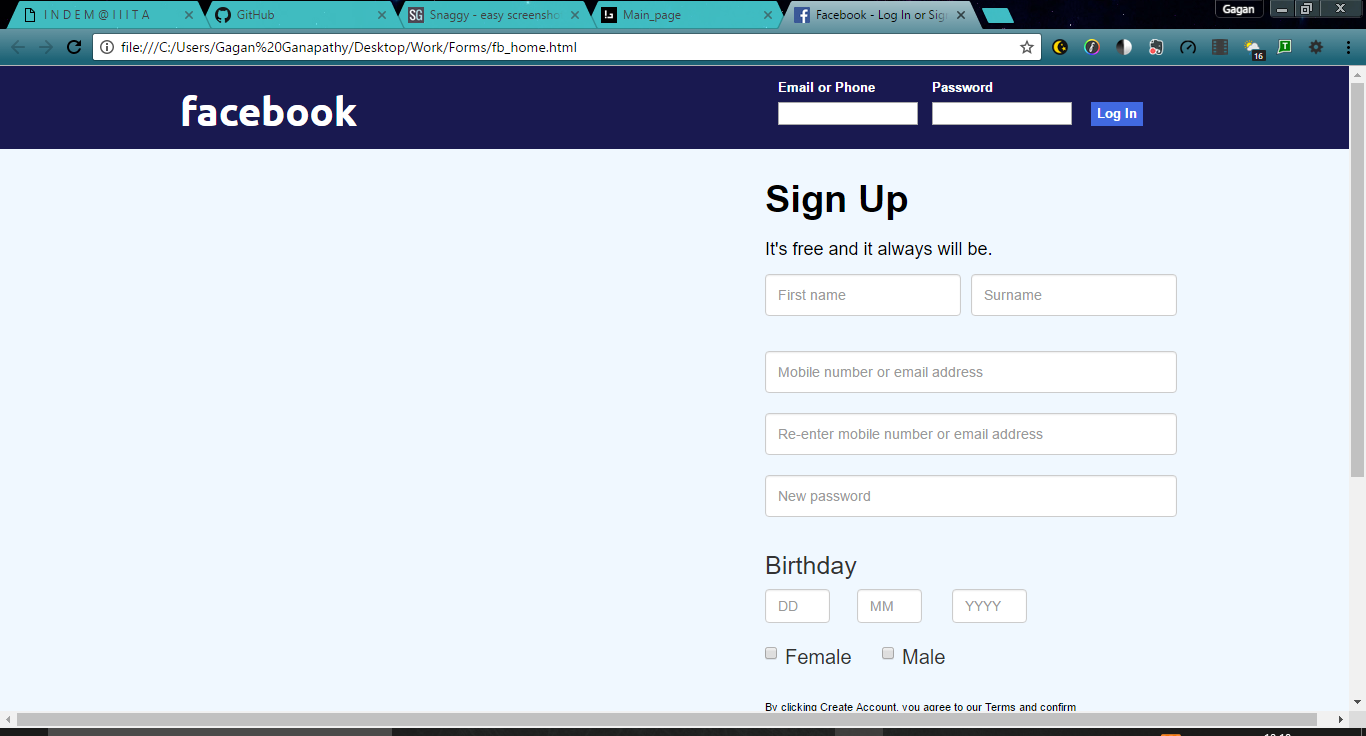 I N D E M @ I I I T A
GitHub
SG Snaggy - easy screensho
Main_page
Facebook - Log In or Sig
Gagan
file:///C:/Users/Gagan%20Ganapathy/Desktop/Work/Forms/fb_home.html
16
facebook
Email or Phone
Password
Log In
Sign Up
It's free and it always will be.
First name
Surname
Mobile number or email address
Re-enter mobile number or email address
New password
Birthday
DD
MM
YYYY
Female
Male
By clicking Create Account, you agree to our Terms and confirm